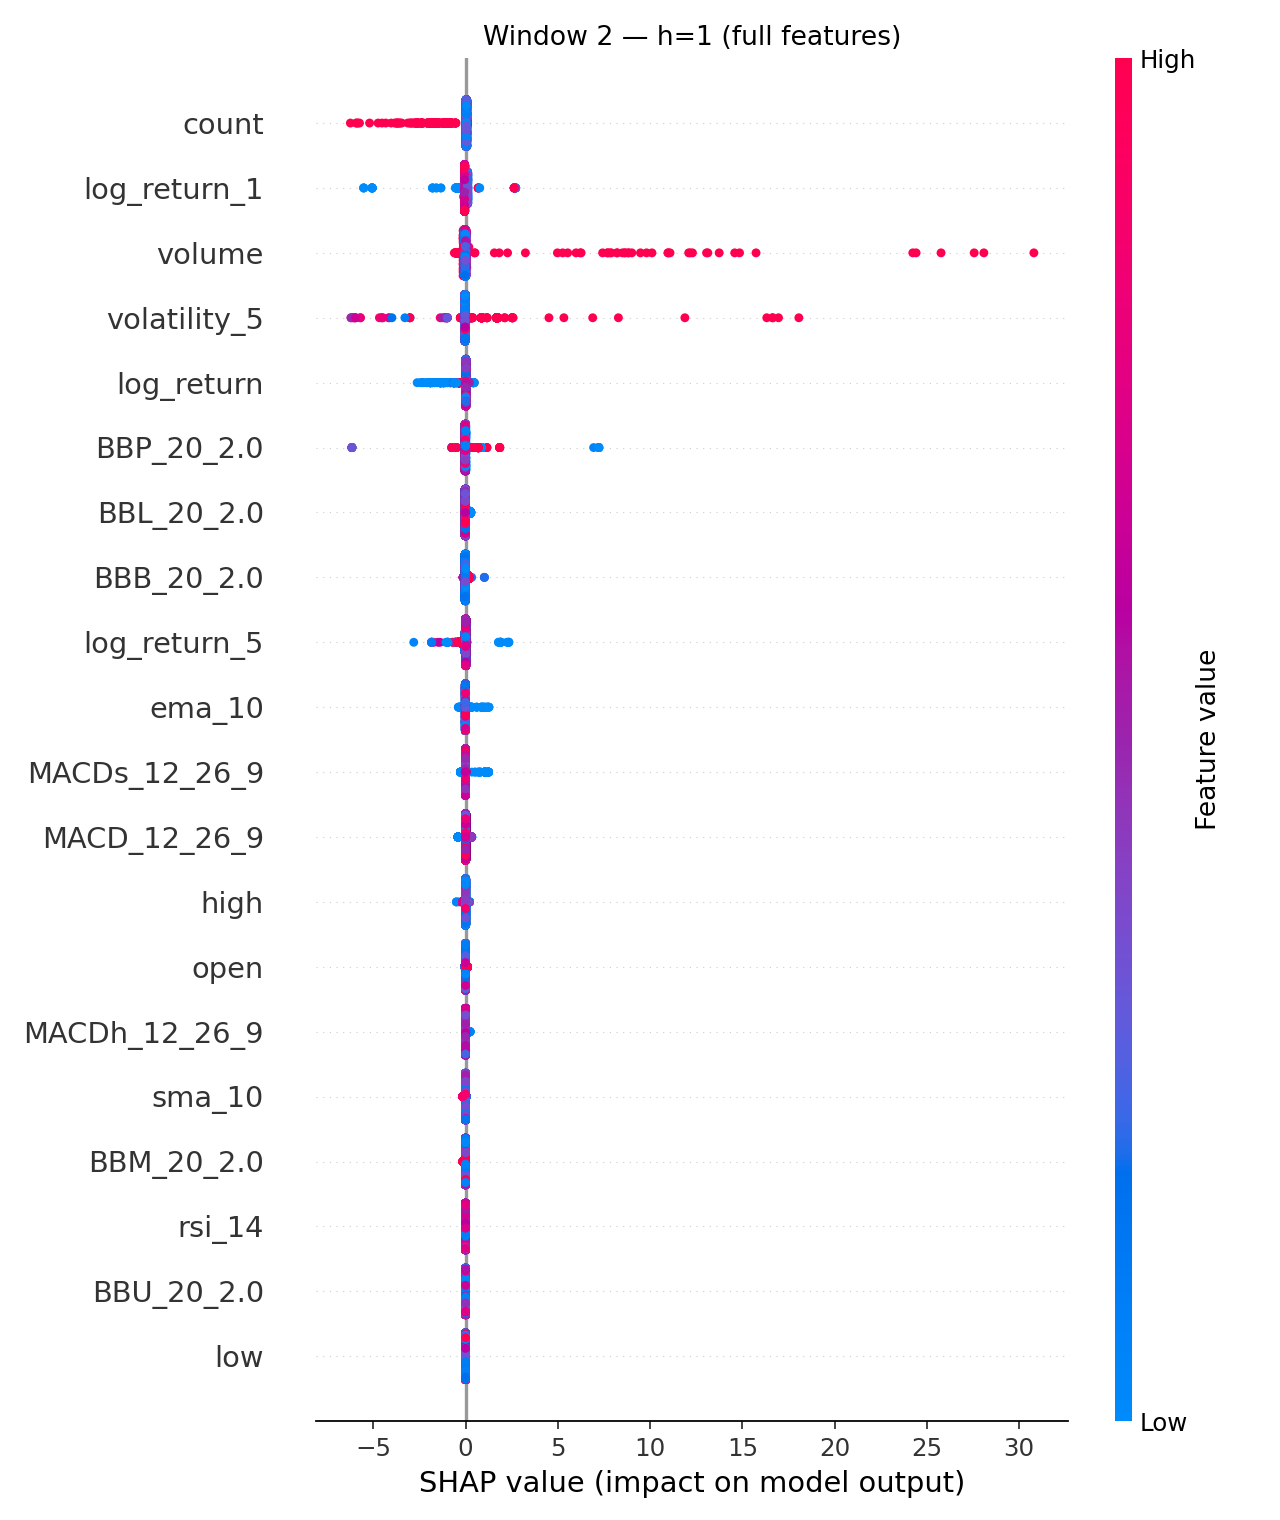 Window 2 — h=1 (full features)
High
count
log_return_1
volume
volatility_5
log_return
BBP_20_2.0
BBL_20_2.0
BBB_20_2.0
log_return_5
ema_10
MACDs_12_26_9
MACD_12_26_9
high
open
MACDh_12_26_9
sma_10
BBM_20_2.0
rsi_14
BBU_20_2.0
low
Feature value
Low
−5 0 5 10 15 20 25 30
SHAP value (impact on model output)